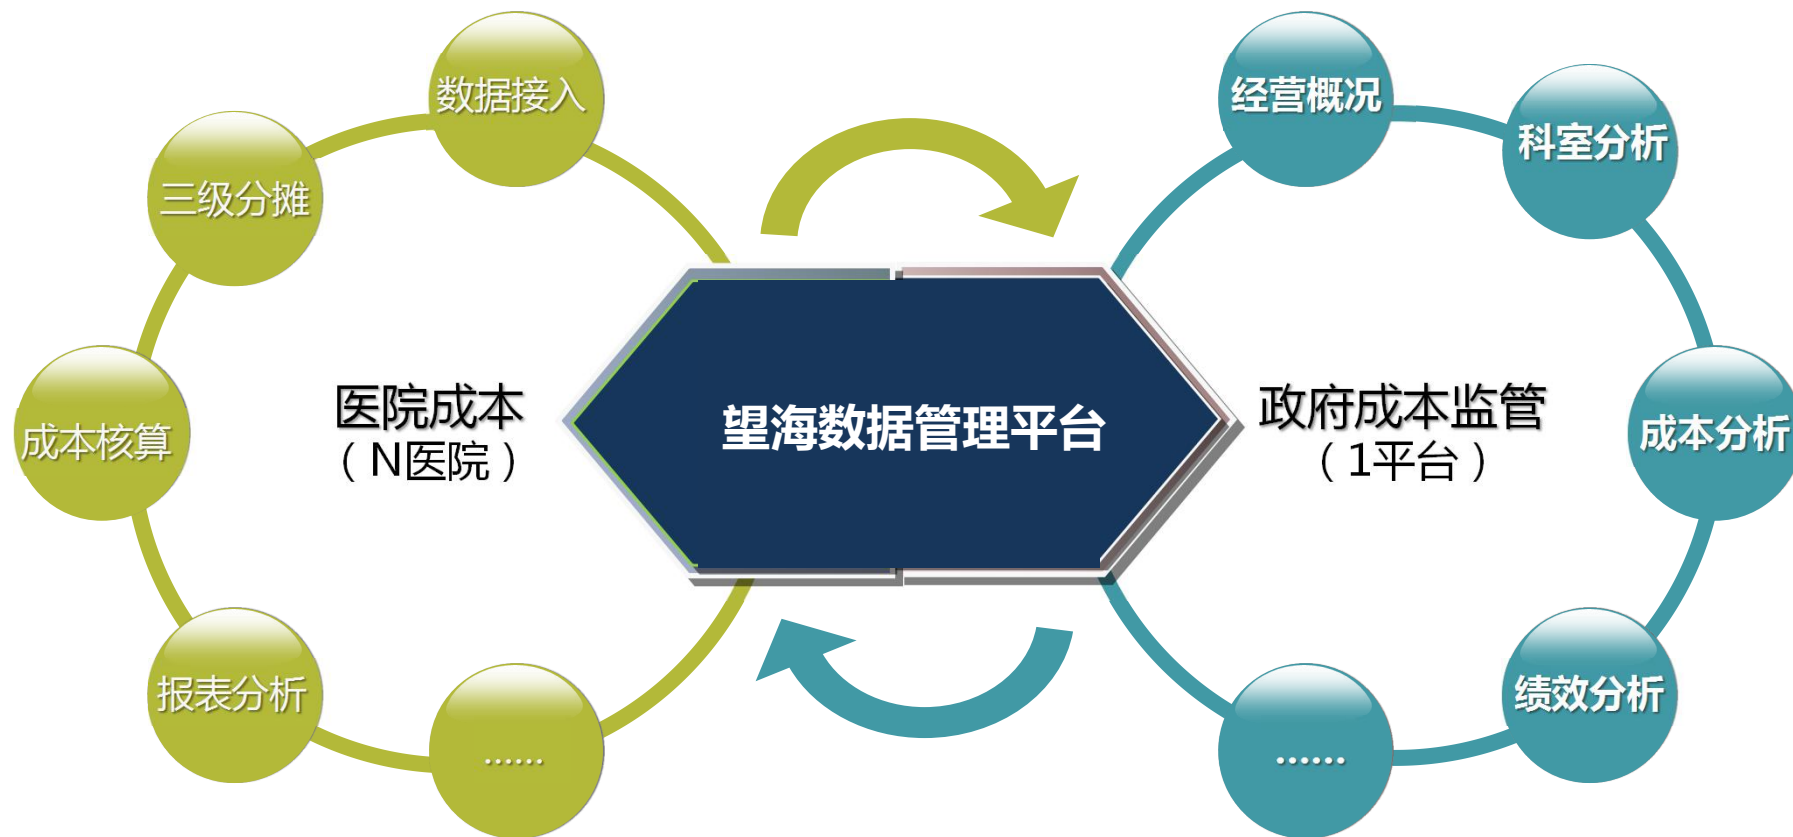 数据接入
三级分摊
成本核算
报表分析
......
医院成本
（N医院）
望海数据管理平台
政府成本监管
（1平台）
经营概况
科室分析
成本分析
绩效分析
......